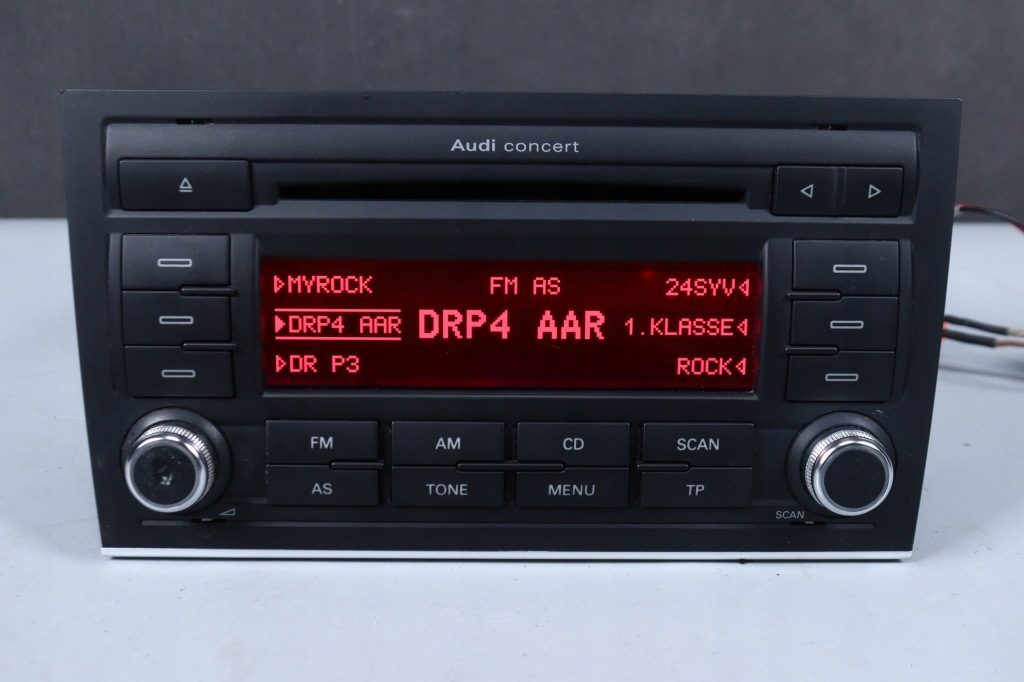 Audi concert
MYROCK FM AS 24SYV
DRP4 AAR DRP4 AAR 1.KLASSE
DR P3 ROCK
FM AM CD SCAN
AS TONE MENU TP
SCAN